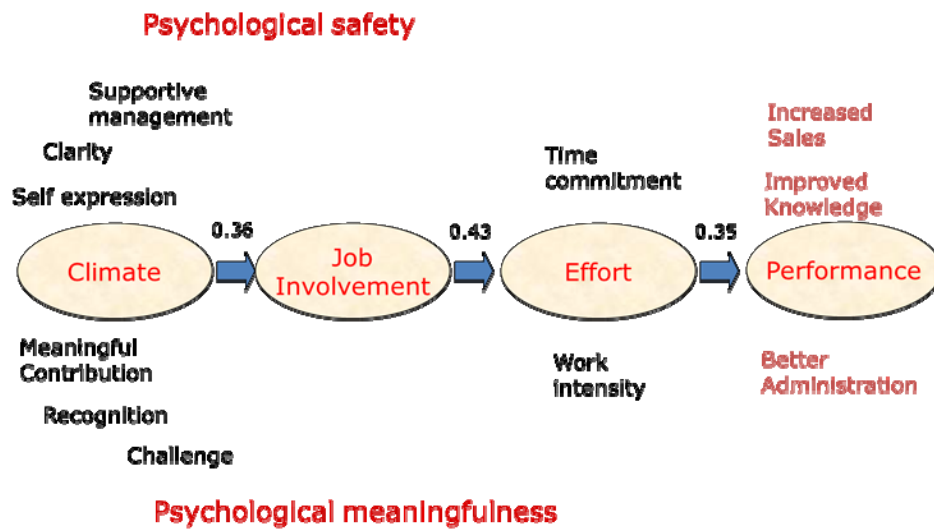 Psychological safety
Supportive
management
Clarity
Self expression
Time
commitment
Increased
Sales
Improved
Knowledge
0.36
0.43
0.35
Climate
Job
Involvement
Effort
Performance
Meaningful
Contribution
Recognition
Challenge
Work
intensity
Better
Administration
Psychological meaningfulness